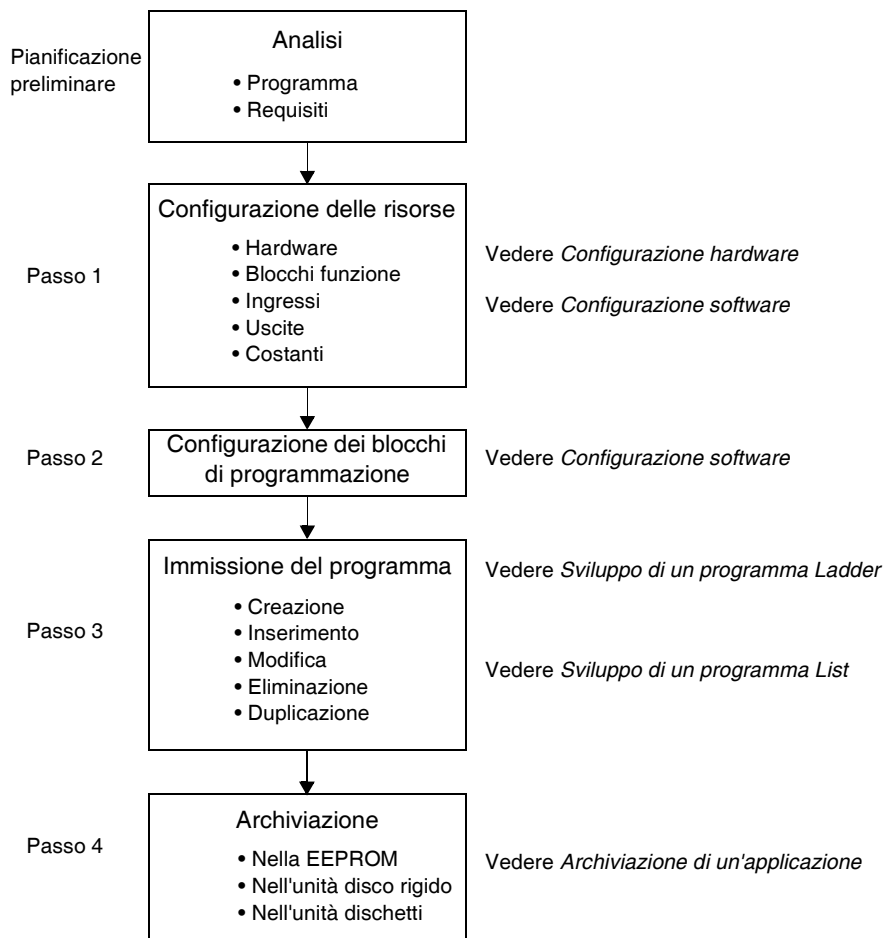 Pianificazione
preliminare
Analisi
• Programma
• Requisiti
Passo 1
Configurazione delle risorse
• Hardware
• Blocchi funzione
• Ingressi
• Uscite
• Costanti
Vedere Configurazione hardware
Vedere Configurazione software
Passo 2
Configurazione dei blocchi
di programmazione
Vedere Configurazione software
Passo 3
Immissione del programma
• Creazione
• Inserimento
• Modifica
• Eliminazione
• Duplicazione
Vedere Sviluppo di un programma Ladder
Vedere Sviluppo di un programma List
Passo 4
Archiviazione
• Nella EEPROM
• Nell'unità disco rigido
• Nell'unità dischetti
Vedere Archiviazione di un'applicazione